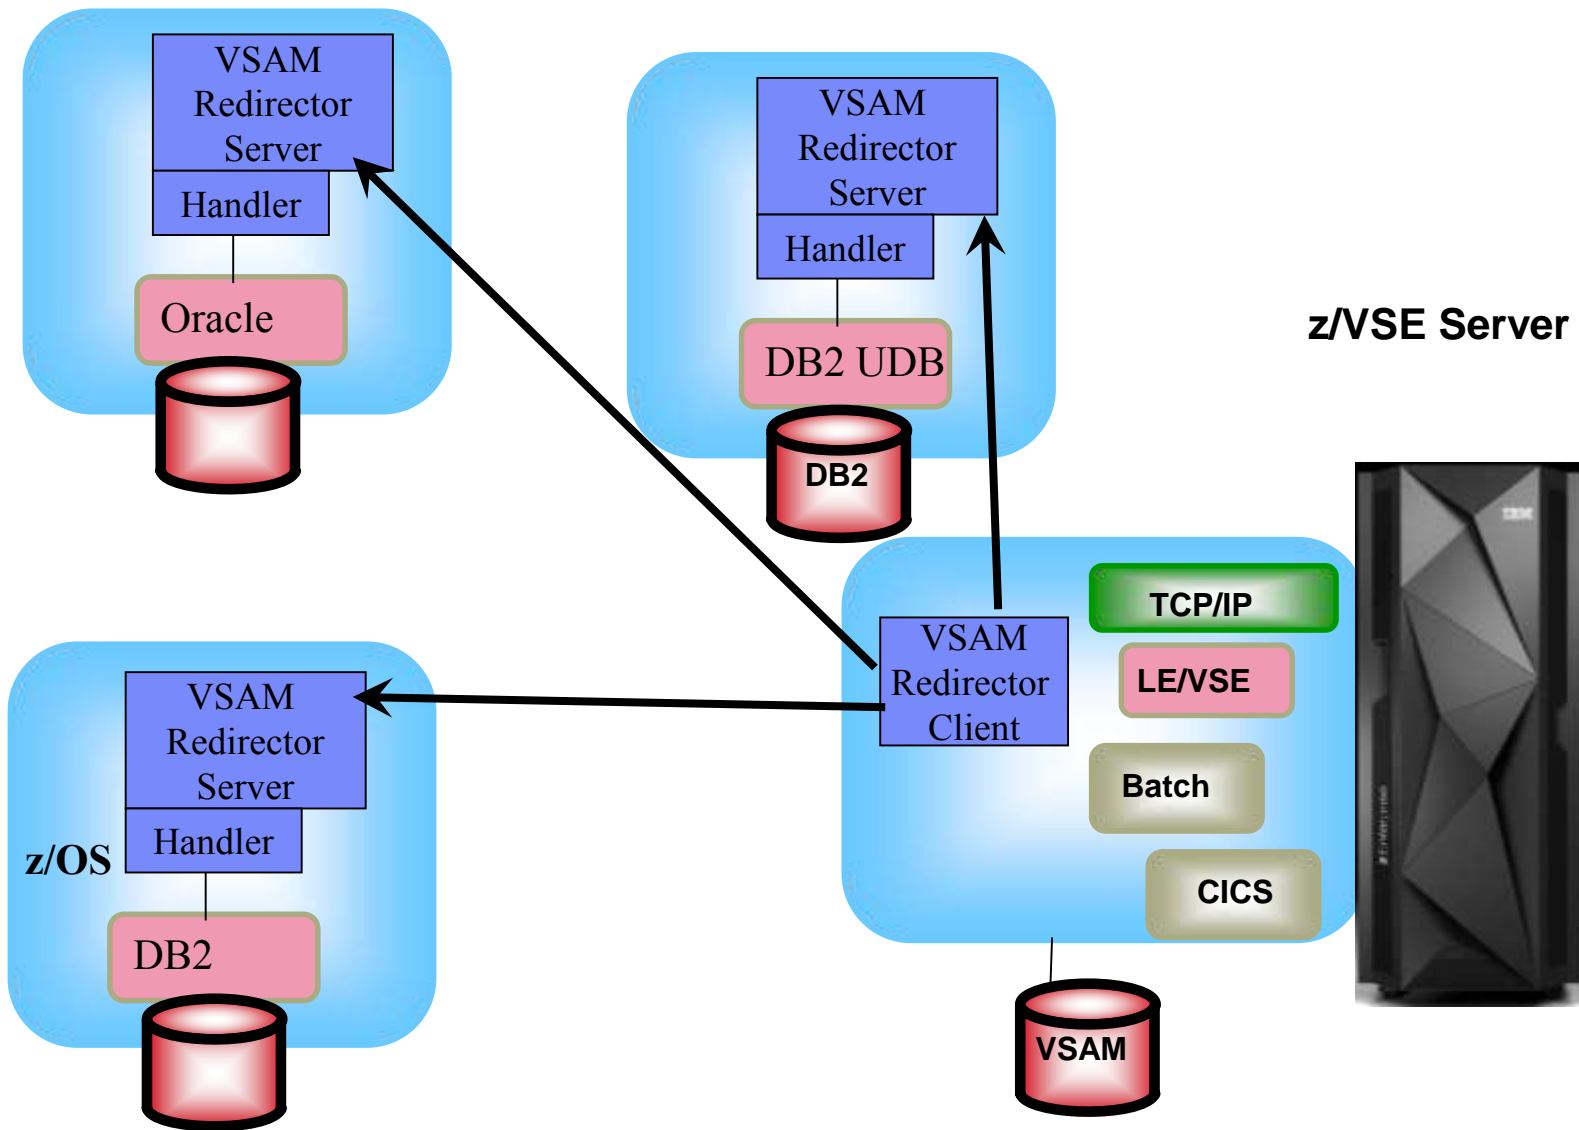 VSAM
Redirector
Server
Handler
Oracle
VSAM
Redirector
Server
Handler
DB2 UDB
DB2
z/VSE Server
IBM
VSAM
Redirector
Server
Handler
z/OS
DB2
VSAM
Redirector
Client
TCP/IP
LE/VSE
Batch
CICS
VSAM